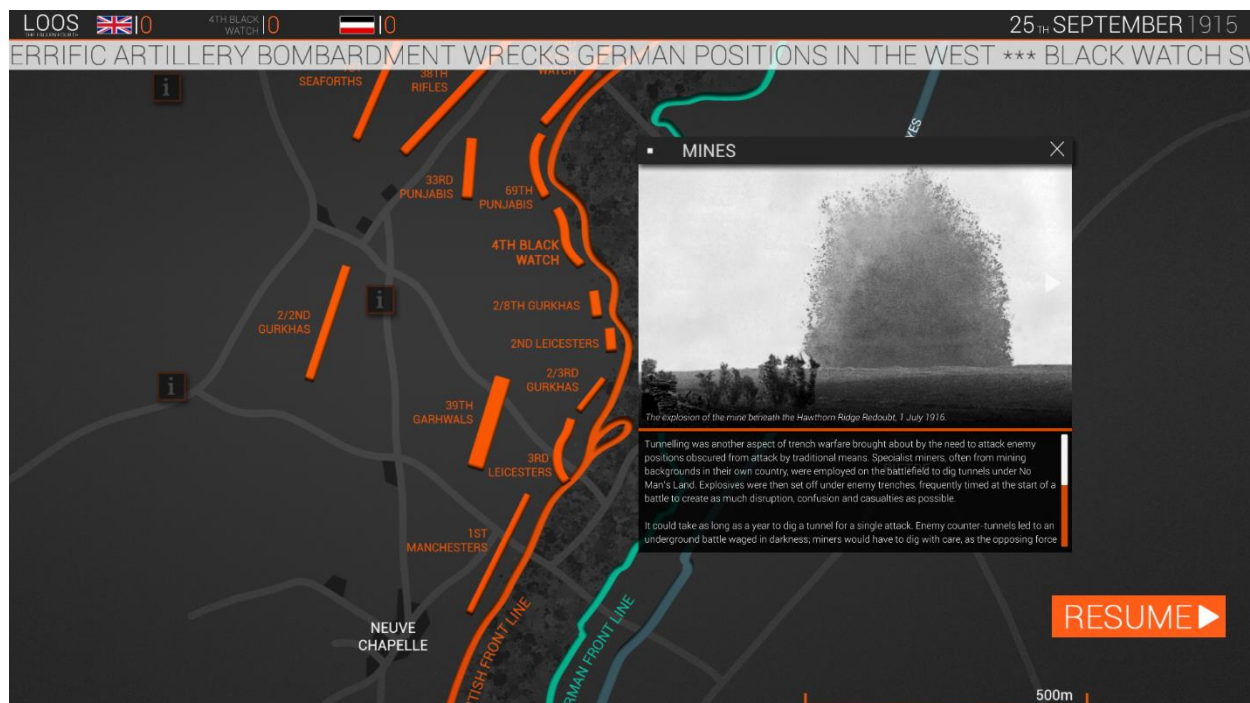 LOOS
THE FALLEN FOURTH
0
4TH BLACK
WATCH
0
0
25TH SEPTEMBER 1915
ERRIFIC ARTILLERY BOMBARDMENT WRECKS GERMAN POSITIONS IN THE WEST *** BLACK WATCH SW
SEAFORTHS
38TH
RIFLES
WATCH
33RD
PUNJABIS
69TH
PUNJABIS
4TH BLACK
WATCH
2/2ND
GURKHAS
2/8TH GURKHAS
2ND LEICESTERS
2/3RD
GURKHAS
39TH
GARHWALS
3RD
LEICESTERS
1ST
MANCHESTERS
NEUVE
CHAPELLE
TISH FRONT LINE
RMAN FRONT LINE
YES
i
i
i
MINES
The explosion of the mine beneath the Hawthorn Ridge Redoubt, 1 July 1916.
Tunnelling was another aspect of trench warfare brought about by the need to attack enemy
positions obscured from attack by traditional means. Specialist miners, often from mining
backgrounds in their own country, were employed on the battlefield to dig tunnels under No
Man's Land. Explosives were then set off under enemy trenches, frequently timed at the start of a
battle to create as much disruption, confusion and casualties as possible.
It could take as long as a year to dig a tunnel for a single attack. Enemy counter-tunnels led to an
underground battle waged in darkness; miners would have to dig with care, as the opposing force
RESUME
500m